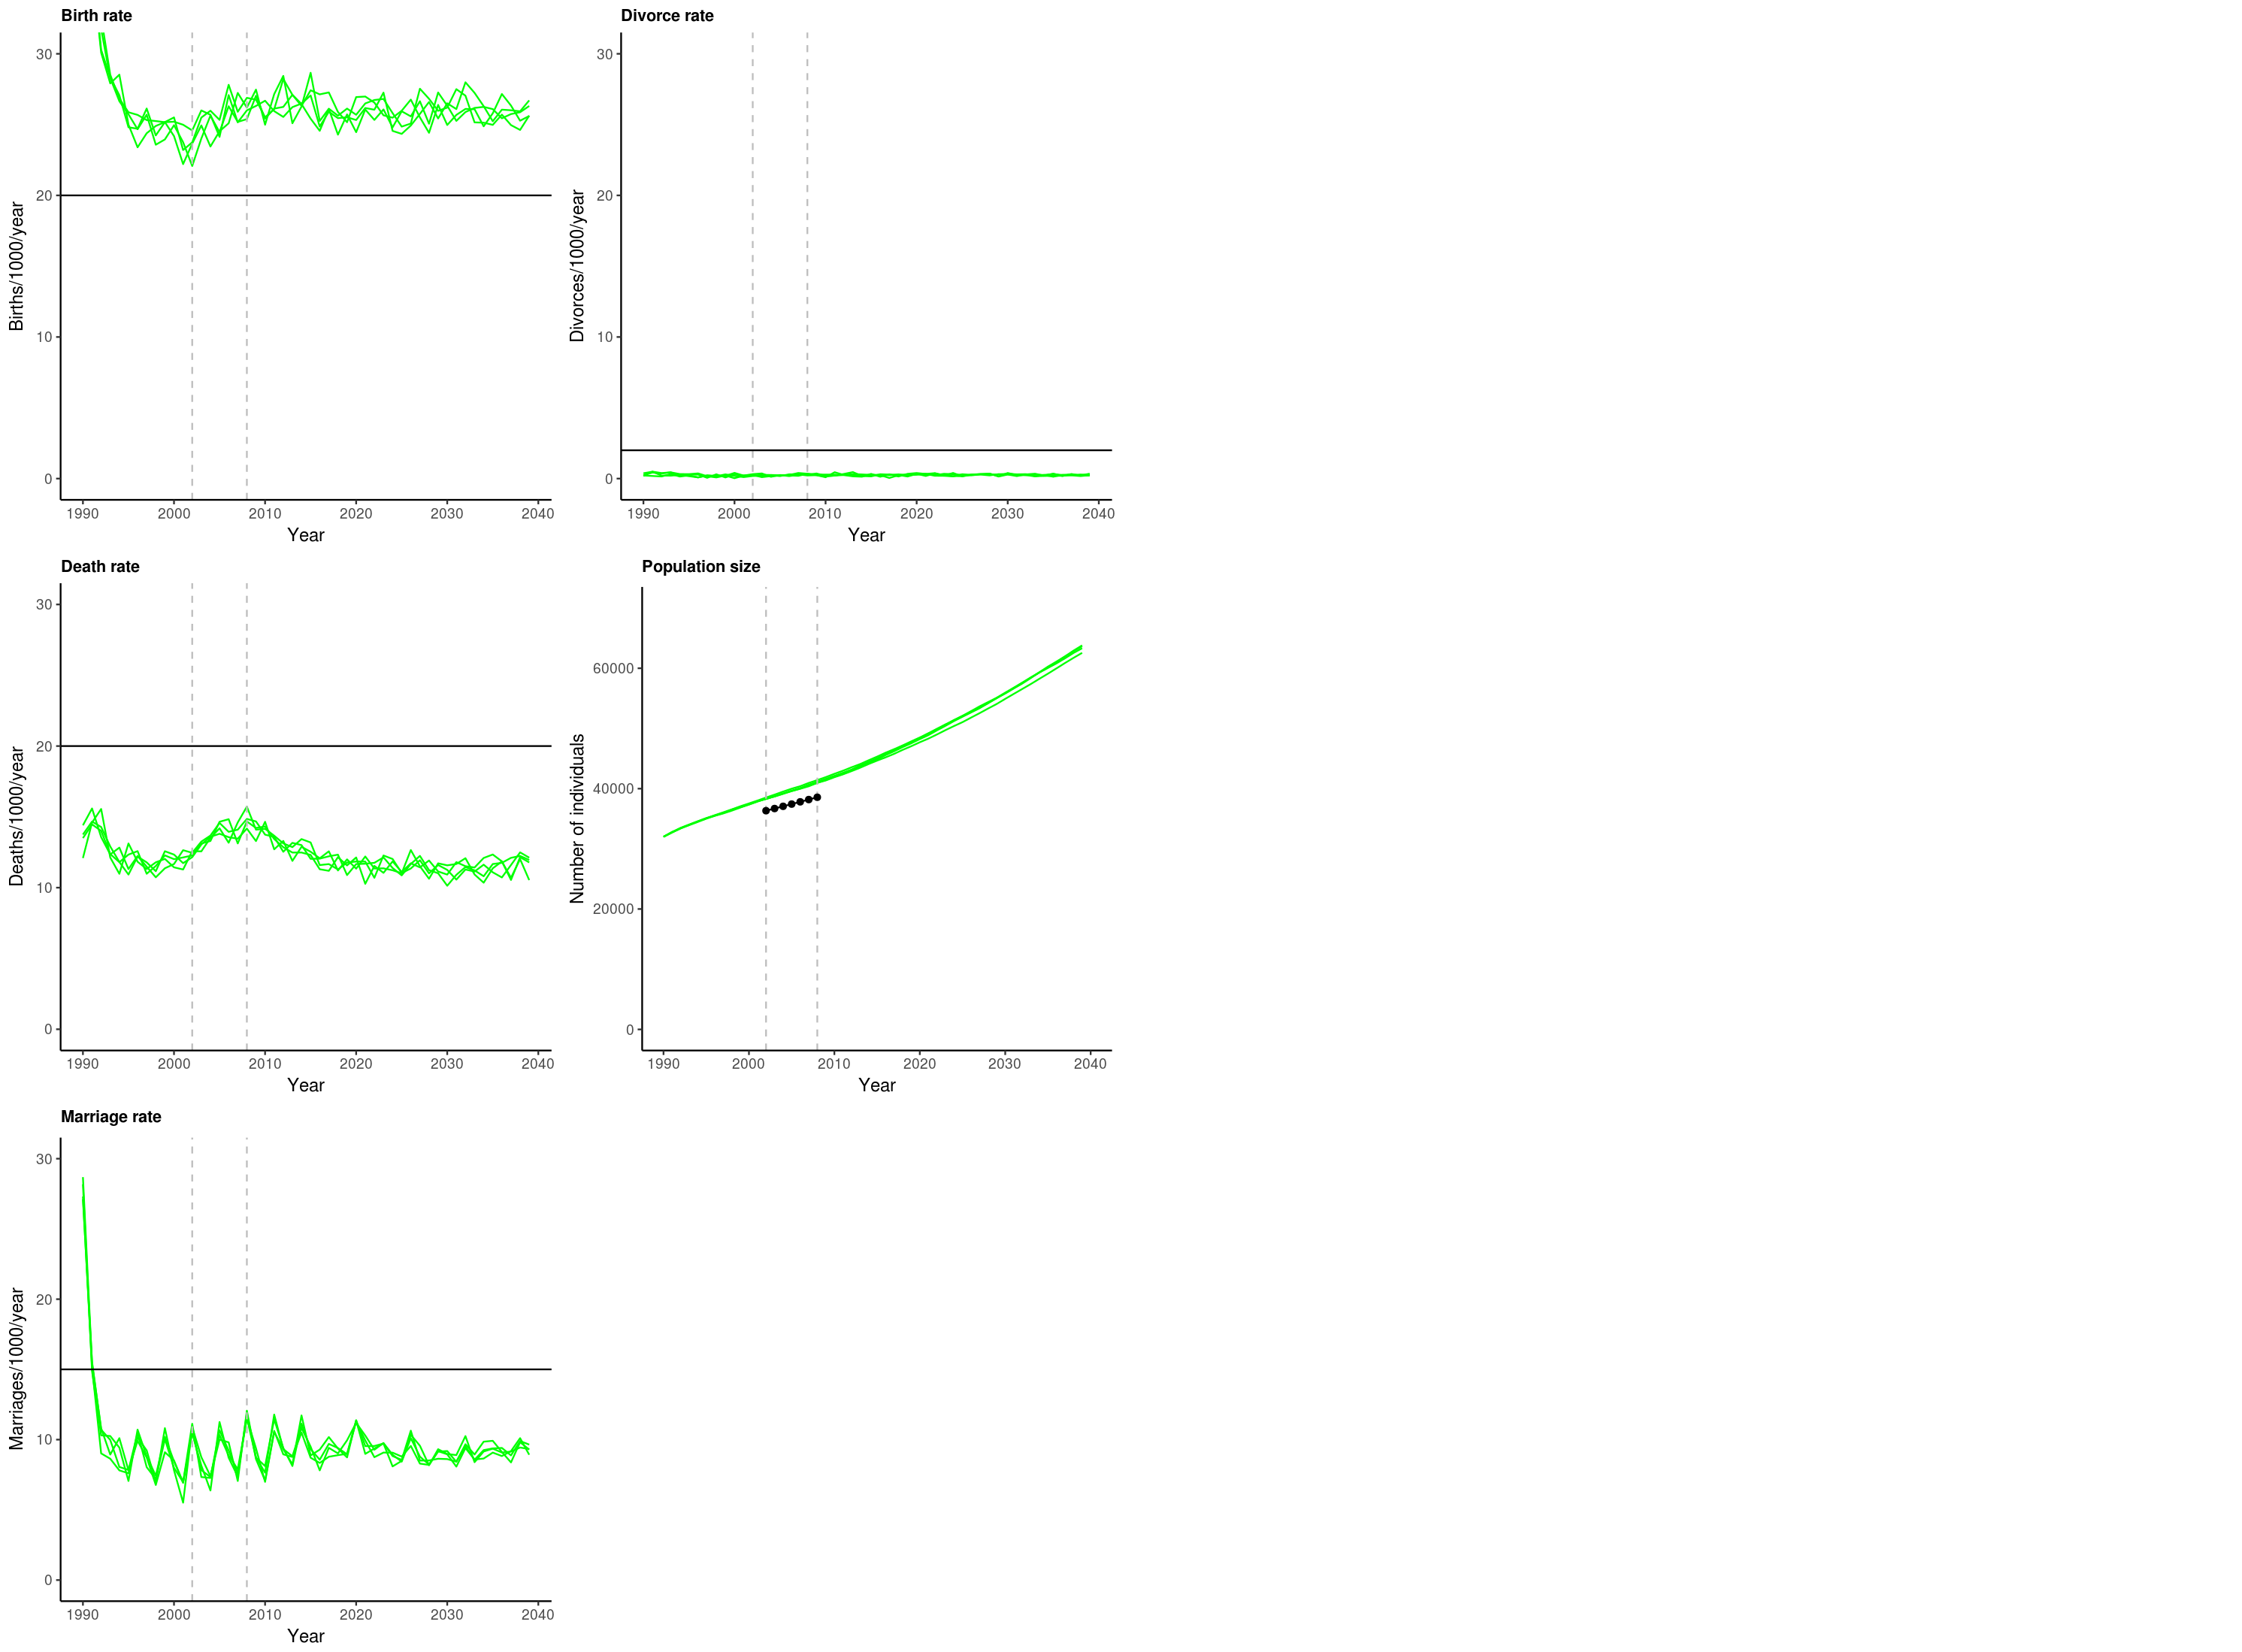 Birth rate
Births/1000/year
30
20
10
0
1990 2000 2010 2020 2030 2040
Year
Divorce rate
Divorces/1000/year
30
20
10
0
1990 2000 2010 2020 2030 2040
Year
Death rate
Deaths/1000/year
30
20
10
0
1990 2000 2010 2020 2030 2040
Year
Population size
Number of individuals
60000
40000
20000
0
1990 2000 2010 2020 2030 2040
Year
Marriage rate
Marriages/1000/year
30
20
10
0
1990 2000 2010 2020 2030 2040
Year